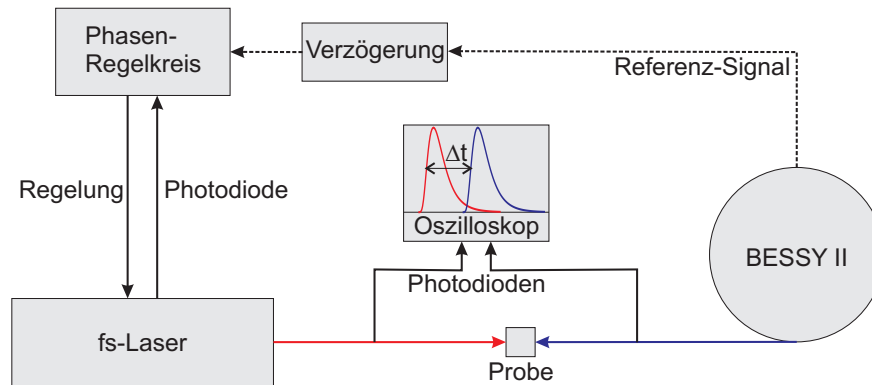 Phasen-
Regelkreis
Verzögerung
Referenz-Signal
Δt
Regelung
Photodiode
Oszilloskop
BESSY II
Photodioden
fs-Laser
Probe